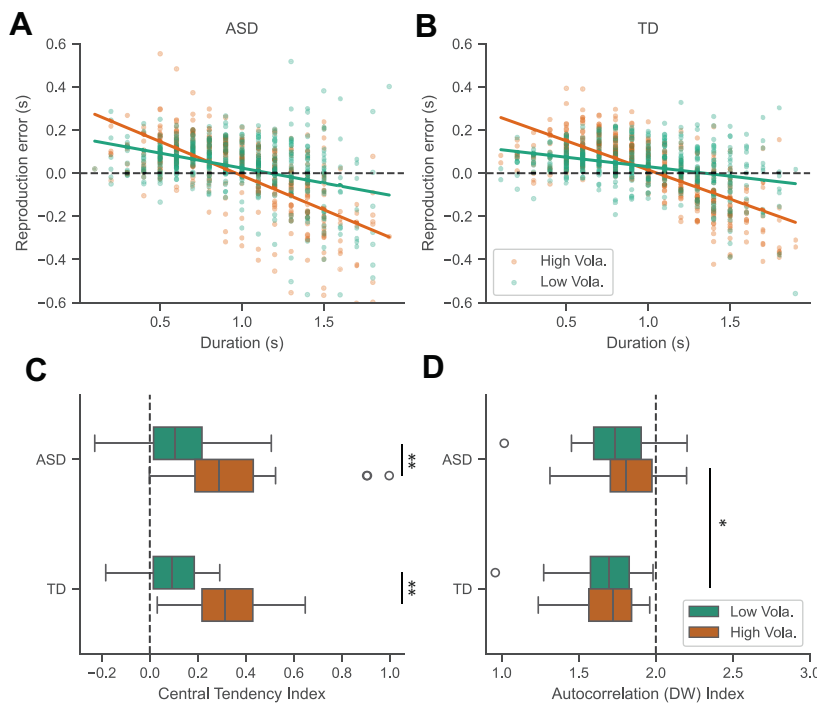 A
ASD
Reproduction error (s)
0.6
0.4
0.2
0.0
−0.2
−0.4
−0.6
0.5
1.0
1.5
Duration (s)
B
TD
Reproduction error (s)
0.6
0.4
0.2
0.0
−0.2
−0.4
−0.6
High Vola.
Low Vola.
0.5
1.0
1.5
Duration (s)
C
ASD
TD
**
**
−0.2
0.0
0.2
0.4
0.6
0.8
1.0
Central Tendency Index
D
ASD
TD
*
Low Vola.
High Vola.
1.0
1.5
2.0
2.5
3.0
Autocorrelation (DW) Index